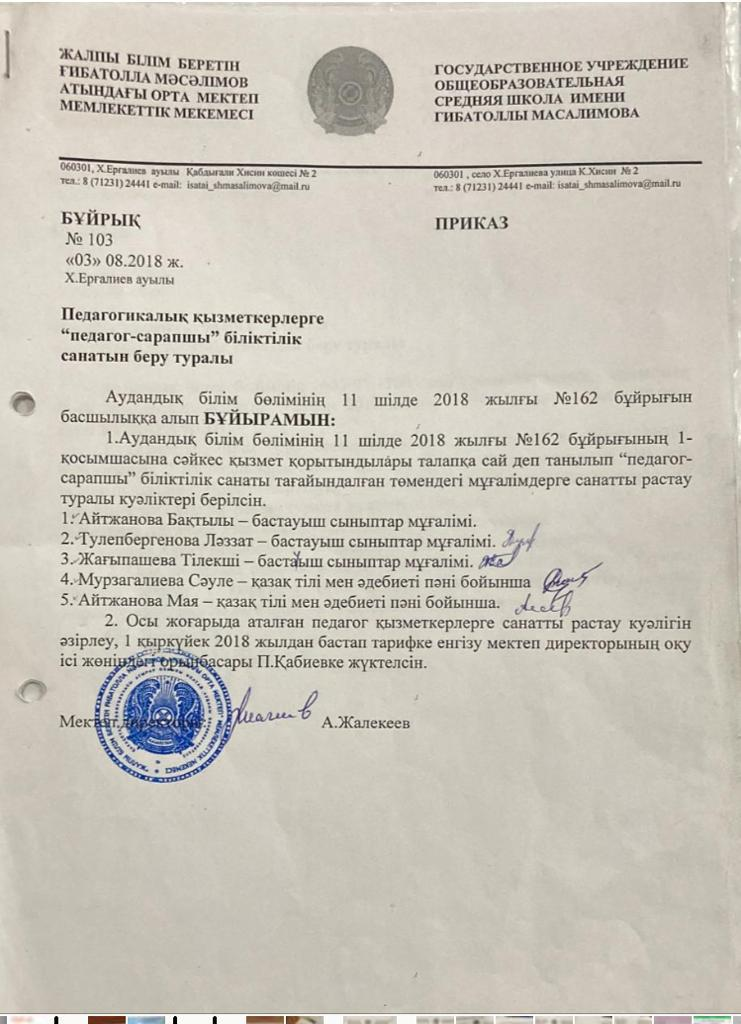 ЖАЛПЫ БІЛІМ БЕРЕТІН
ҒИБАТОЛЛА МӘСӘЛІМОВ
АТЫНДАҒЫ ОРТА МЕКТЕП
МЕМЛЕКЕТТІК МЕКЕМЕСІ
ГОСУДАРСТВЕННОЕ УЧРЕЖДЕНИЕ
ОБЩЕОБРАЗОВАТЕЛЬНАЯ
СРЕДНЯЯ ШКОЛА ИМЕНИ
ГИБАТОЛЛЫ МАСАЛИМОВА
060301, Х.Ергалиев ауылы Қабдығали Хисин көшесі № 2
тел.: 8 (71231) 24441 e-mail: isatai_shmasalimova@mail.ru
060301 , село Х.Ергалиева улица К.Хисин № 2
тел.: 8 (71231) 24441 e-mail: isatai_shmasalimova@mail.ru
БҰЙРЫҚ
№ 103
«03» 08.2018 ж.
Х.Ерғалиев ауылы
ПРИКАЗ
Педагогикалық қызметкерлерге
“педагог-сарапшы” біліктілік
санатын беру туралы
Аудандық білім бөлімінің 11 шілде 2018 жылғы №162 бұйрығын
басшылыққа алып БҰЙЫРАМЫН:
1.Аудандық білім бөлімінің 11 шілде 2018 жылғы №162 бұйрығының 1-
қосымшасына сәйкес қызмет қорытындылары талапқа сай деп танылып “педагог-
сарапшы” біліктілік санаты тағайындалған төмендегі мұғалімдерге санатты растау
туралы куәліктері берілсін.
1. Айтжанова Бақтылы – бастауыш сыныптар мұғалімі.
2. Тулепбергенова Ләззат – бастауыш сыныптар мұғалімі.
3. Жағыпашева Тілекші – бастауыш сыныптар мұғалімі.
4. Мурзагалиева Сәуле – қазақ тілі мен әдебиеті пәні бойынша
5. Айтжанова Мая – қазақ тілі мен әдебиеті пәні бойынша.
2. Осы жоғарыда аталған педагог қызметкерлерге санатты растау куәлігін
әзірлеу, 1 қыркүйек 2018 жылдан бастап тарифке енгізу мектеп директорының оқу
ісі жөніндегі орынбасары П.Қабиевке жүктелсін.
Мектеп директоры: А.Жалекеев